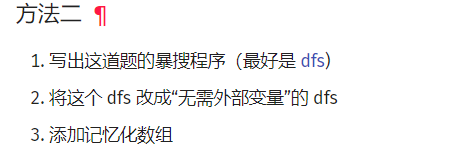 方法二 ¶
1. 写出这道题的暴搜程序（最好是 dfs）
2. 将这个 dfs 改成“无需外部变量”的 dfs
3. 添加记忆化数组